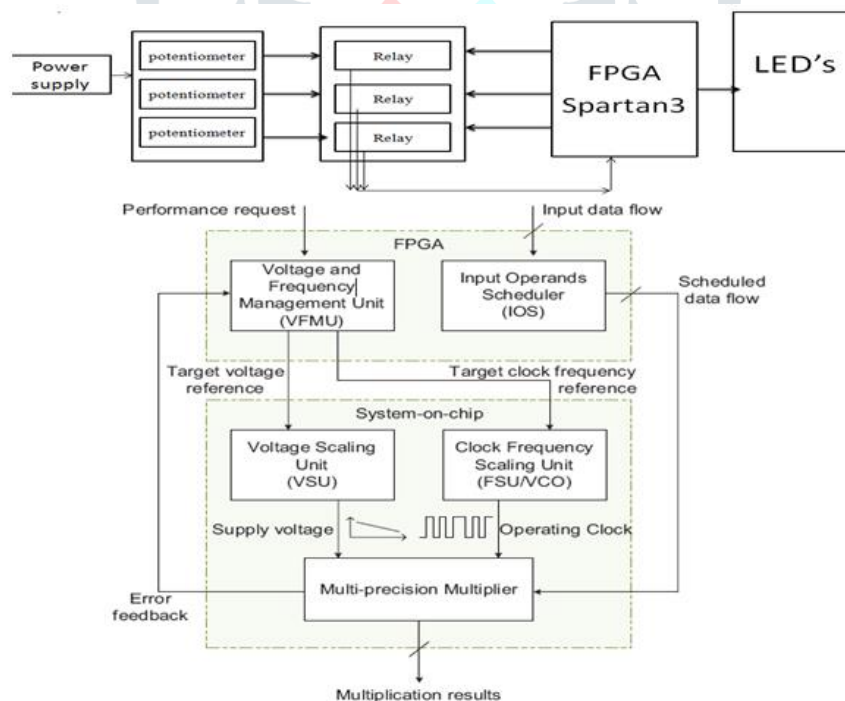 Power
supply
potentiometer
potentiometer
potentiometer
Relay
Relay
Relay
FPGA
Spartan3
LED's
Performance request
Input data flow
FPGA
Voltage and
Frequency
Management Unit
(VFMU)
Input Operands
Scheduler
(IOS)
Scheduled
data flow
Target voltage
reference
Target clock frequency
reference
System-on-chip
Voltage Scaling
Unit
(VSU)
Clock Frequency
Scaling Unit
(FSU/VCO)
Supply voltage
Operating Clock
Multi-precision Multiplier
Error
feedback
Multiplication results